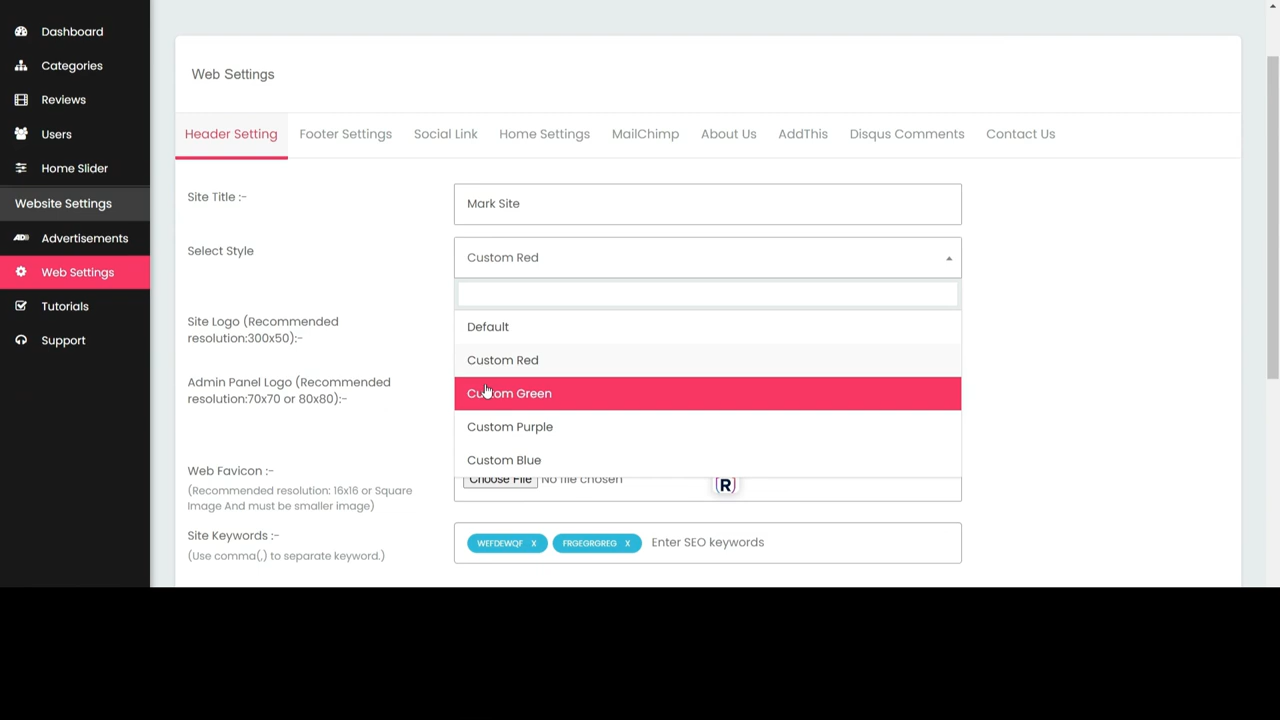 Dashboard
Categories
Reviews
Users
Home Slider
Website Settings
Advertisements
Web Settings
Tutorials
Support
Web Settings
Header Setting Footer Settings Social Link Home Settings MailChimp About Us AddThis Disqus Comments Contact Us
Site Title :-
Mark Site
Select Style
Custom Red
Default
Custom Red
Custom Green
Custom Purple
Custom Blue
Site Logo (Recommended
resolution:300x50):-
Admin Panel Logo (Recommended
resolution:70x70 or 80x80):-
Web Favicon :-
(Recommended resolution: 16x16 or Square
Image And must be smaller image)
Choose File No file chosen
R
Site Keywords :-
(Use comma(,) to separate keyword.)
WEFDEWQF X FRGEGRGREG X Enter SEO keywords